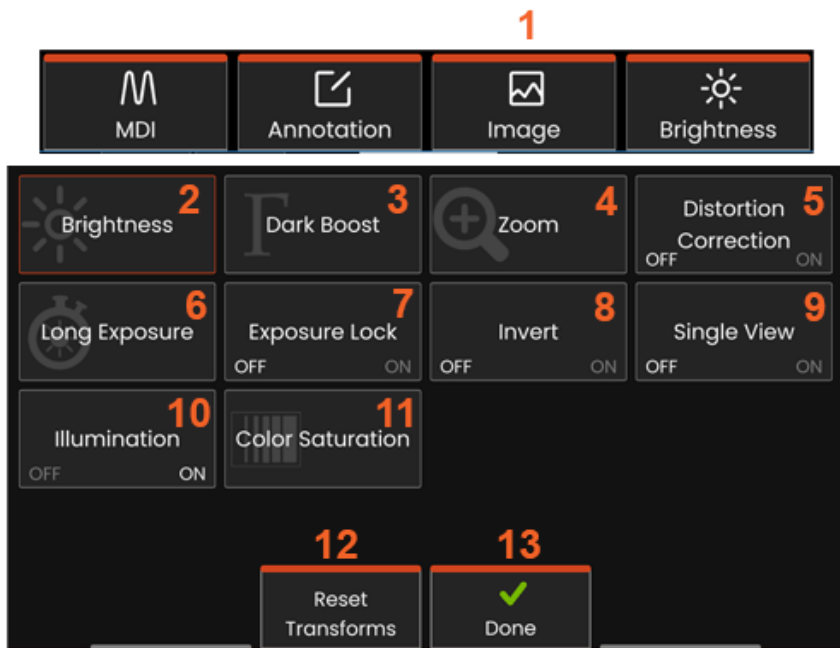 1
MDI
Annotation
Image
Brightness
Brightness 2
Dark Boost 3
Zoom 4
Distortion 5
Correction
OFF ON
Long Exposure 6
Exposure Lock 7
OFF ON
Invert 8
OFF ON
Single View 9
OFF ON
Illumination 10
OFF ON
Color Saturation 11
12
Reset
Transforms
13
Done